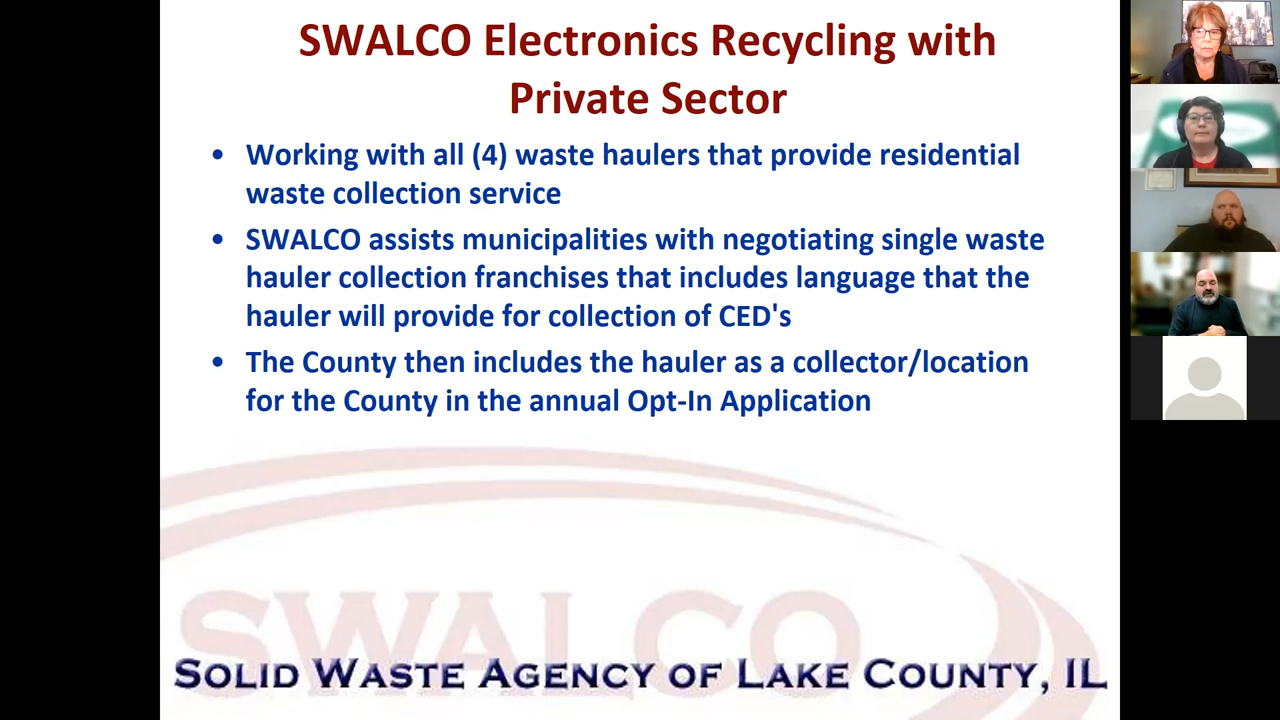 SWALCO Electronics Recycling with
Private Sector
• Working with all (4) waste haulers that provide residential
waste collection service
• SWALCO assists municipalities with negotiating single waste
hauler collection franchises that includes language that the
hauler will provide for collection of CED's
• The County then includes the hauler as a collector/location
for the County in the annual Opt-In Application
SWALCO
SOLID WASTE AGENCY OF LAKE COUNTY, IL